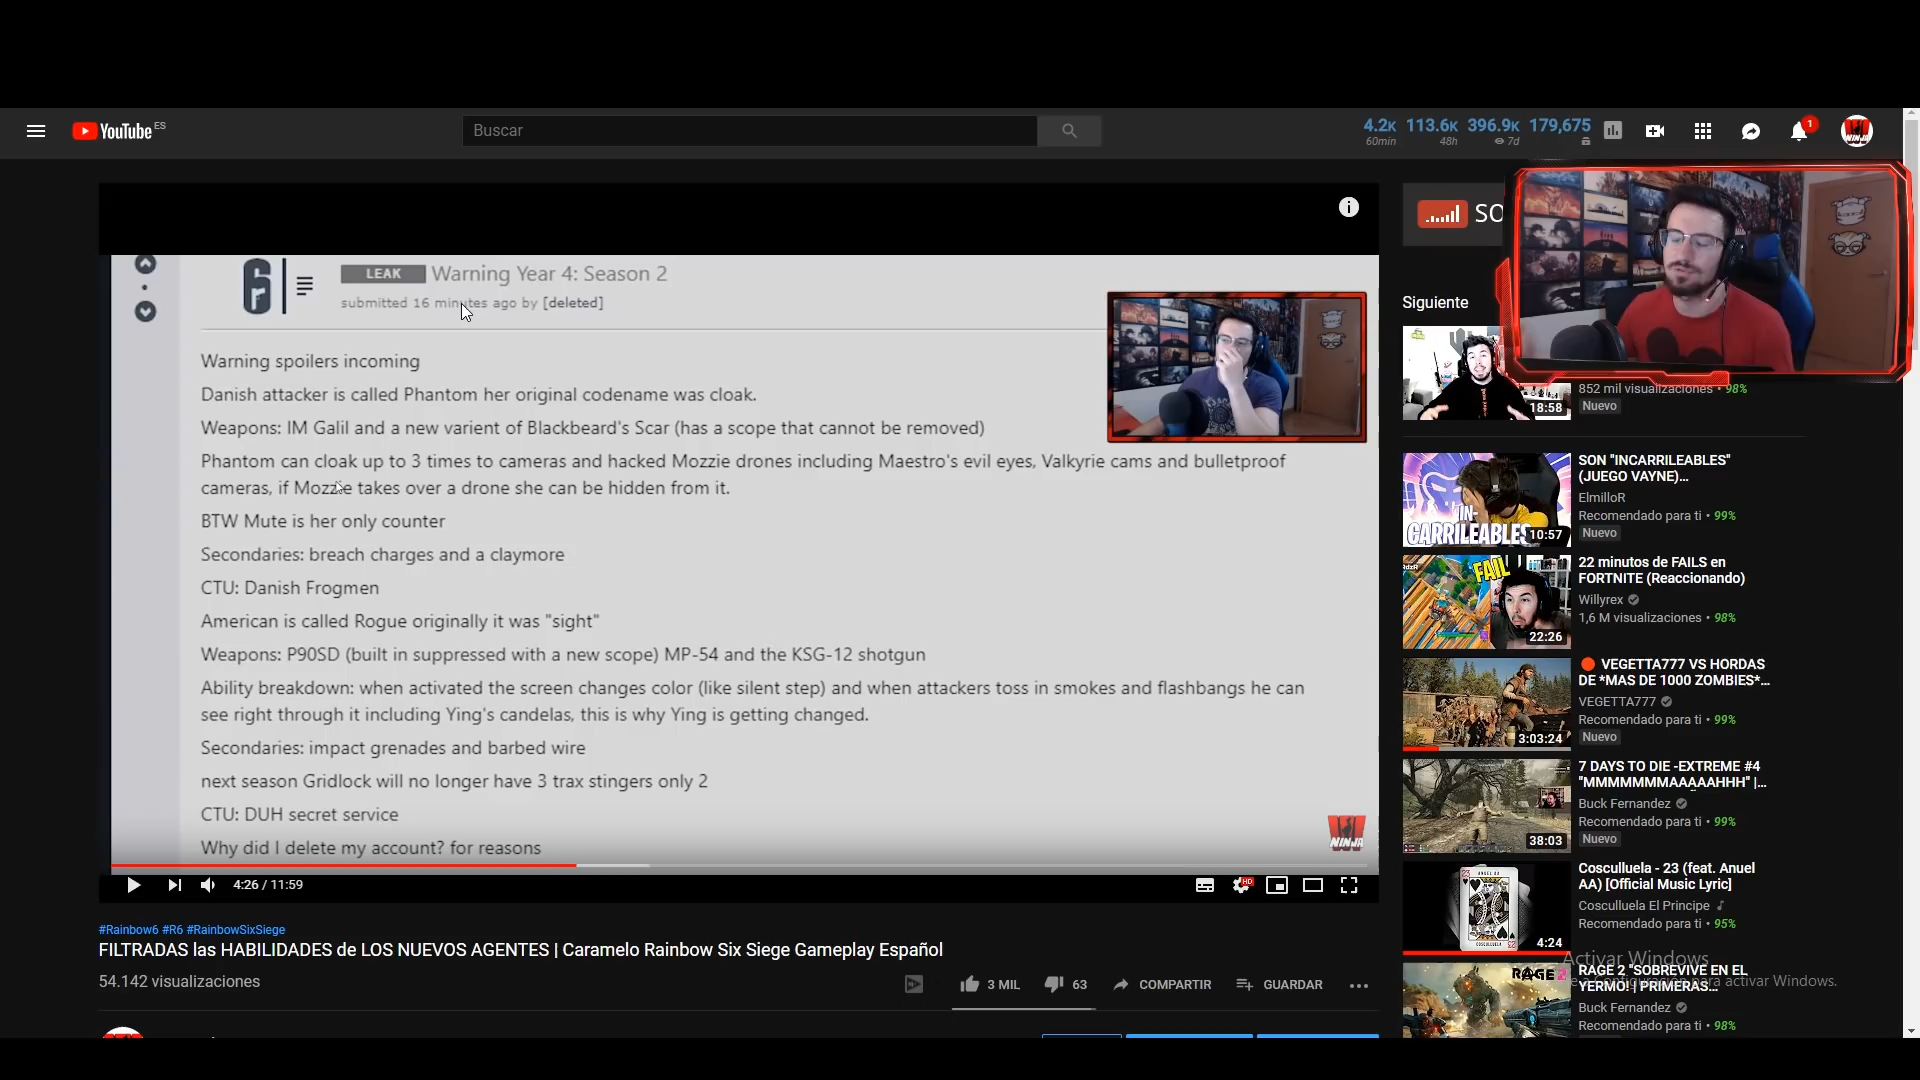 YouTube ES
Buscar
4.2K 113.6K 396.9K 179,675
60min 48h 7d
1
SO
LEAK Warning Year 4: Season 2
submitted 16 minutes ago by [deleted]
Warning spoilers incoming
Danish attacker is called Phantom her original codename was cloak.
Weapons: IM Galil and a new varient of Blackbeard's Scar (has a scope that cannot be removed)
Phantom can cloak up to 3 times to cameras and hacked Mozzie drones including Maestro's evil eyes, Valkyrie cams and bulletproof
cameras, if Mozzie takes over a drone she can be hidden from it.
BTW Mute is her only counter
Secondaries: breach charges and a claymore
CTU: Danish Frogmen
American is called Rogue originally it was "sight"
Weapons: P90SD (built in suppressed with a new scope) MP-54 and the KSG-12 shotgun
Ability breakdown: when activated the screen changes color (like silent step) and when attackers toss in smokes and flashbangs he can
see right through it including Ying's candelas, this is why Ying is getting changed.
Secondaries: impact grenades and barbed wire
next season Gridlock will no longer have 3 trax stingers only 2
CTU: DUH secret service
Why did I delete my account? for reasons
NINJA
4:26 / 11:59
HD
#Rainbow6 #R6 #RainbowSixSiege
FILTRADAS las HABILIDADES de LOS NUEVOS AGENTES | Caramelo Rainbow Six Siege Gameplay Español
54.142 visualizaciones
3 MIL
63
COMPARTIR
GUARDAR
Siguiente
18:58
852 mil visualizaciones • 98%
Nuevo
IN-
CARRILEABLES
10:57
SON "INCARRILEABLES"
(JUEGO VAYNE)...
ElmilloR
Recomendado para ti • 99%
Nuevo
FAIL
22:26
22 minutos de FAILS en
FORTNITE (Reaccionando)
Willyrex
1,6 M visualizaciones • 98%
3:03:24
VEGETTA777 VS HORDAS
DE *MAS DE 1000 ZOMBIES*...
VEGETTA777
Recomendado para ti • 99%
Nuevo
38:03
7 DAYS TO DIE -EXTREME #4
"MMMMMMMAAAAAHHH" |...
Buck Fernandez
Recomendado para ti • 99%
Nuevo
4:24
Cosculluela - 23 (feat. Anuel
AA) [Official Music Lyric]
Cosculluela El Principe
Recomendado para ti • 95%
Activar Windows
RAGE 2
RAGE 2 "SOBREVIVE EN EL
YERMO! | PRIMERAS...
a Configuración para activar Windows.
Buck Fernandez
Recomendado para ti • 98%